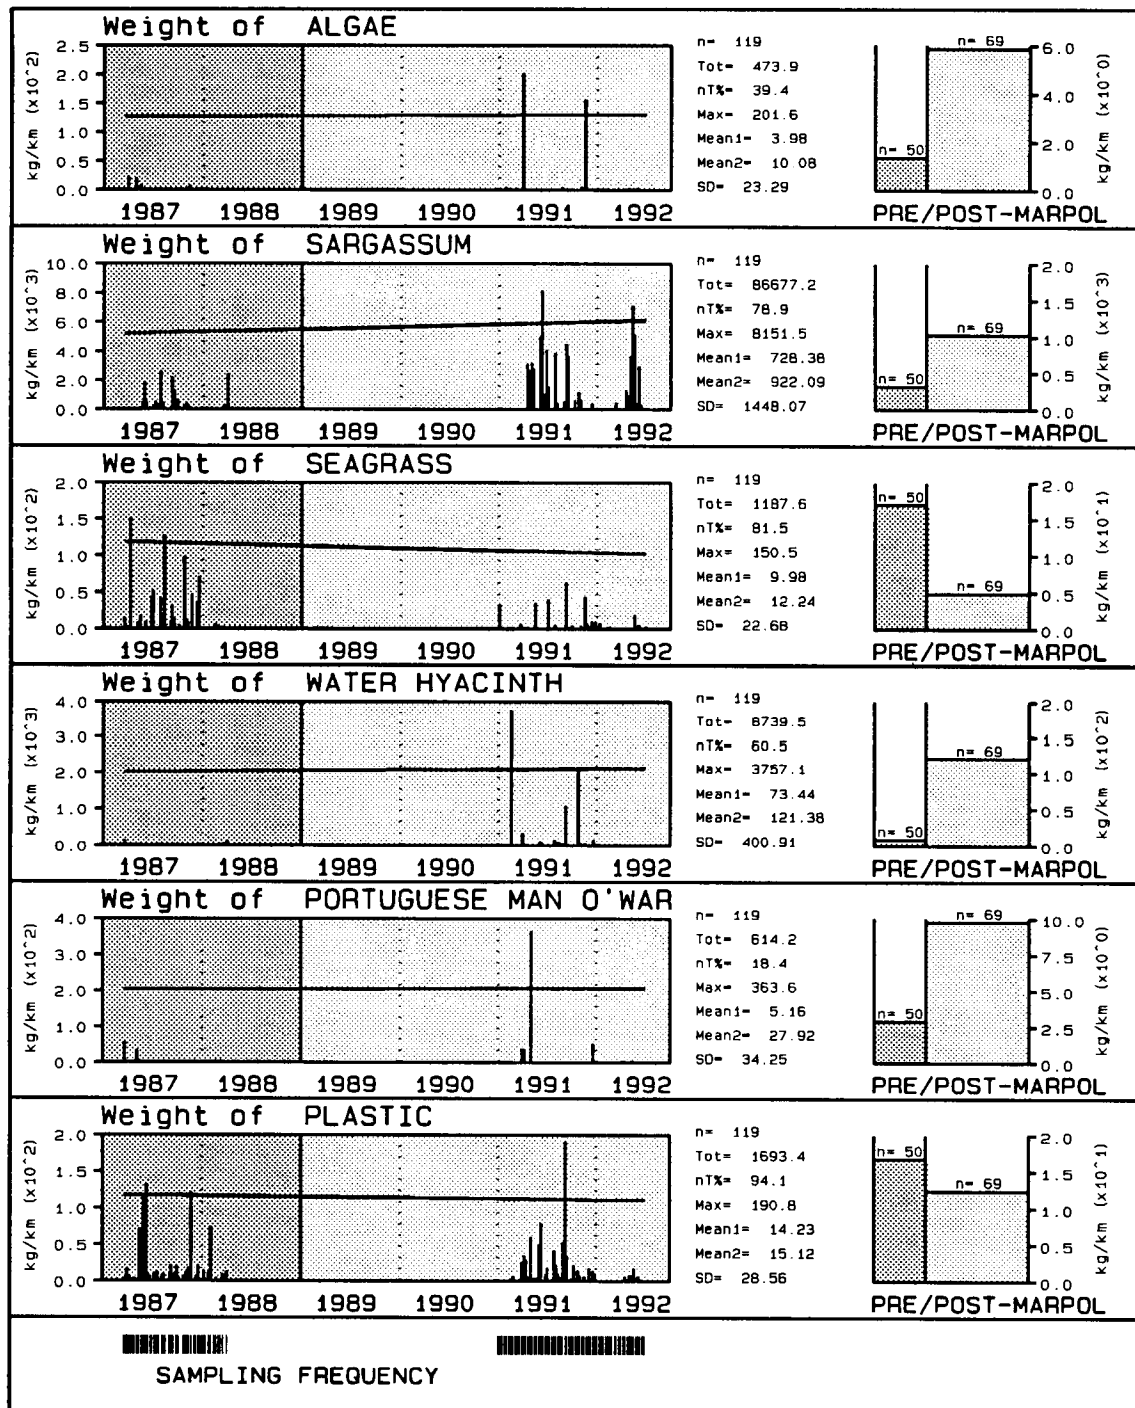 Weight of ALGAE
kg/km (x10^2)
2.5
2.0
1.5
1.0
0.5
0.0
1987 1988 1989 1990 1991 1992
n= 119
Tot= 473.9
nT%= 39.4
Max= 201.6
Mean1= 3.98
Mean2= 10.08
SD= 23.29
n= 50
n= 69
6.0
4.0
2.0
0.0
kg/km (x10^0)
PRE/POST-MARPOL
Weight of SARGASSUM
kg/km (x10^3)
10.0
8.0
6.0
4.0
2.0
0.0
1987 1988 1989 1990 1991 1992
n= 119
Tot= 86677.2
nT%= 78.9
Max= 8151.5
Mean1= 728.38
Mean2= 922.09
SD= 1448.07
n= 50
n= 69
2.0
1.5
1.0
0.5
0.0
kg/km (x10^3)
PRE/POST-MARPOL
Weight of SEAGRASS
kg/km (x10^2)
2.0
1.5
1.0
0.5
0.0
1987 1988 1989 1990 1991 1992
n= 119
Tot= 1187.6
nT%= 81.5
Max= 150.5
Mean1= 9.98
Mean2= 12.24
SD= 22.68
n= 50
n= 69
2.0
1.5
1.0
0.5
0.0
kg/km (x10^1)
PRE/POST-MARPOL
Weight of WATER HYACINTH
kg/km (x10^3)
4.0
3.0
2.0
1.0
0.0
1987 1988 1989 1990 1991 1992
n= 119
Tot= 8739.5
nT%= 60.5
Max= 3757.1
Mean1= 73.44
Mean2= 121.38
SD= 400.91
n= 50
n= 69
2.0
1.5
1.0
0.5
0.0
kg/km (x10^2)
PRE/POST-MARPOL
Weight of PORTUGUESE MAN O'WAR
kg/km (x10^2)
4.0
3.0
2.0
1.0
0.0
1987 1988 1989 1990 1991 1992
n= 119
Tot= 614.2
nT%= 18.4
Max= 363.6
Mean1= 5.16
Mean2= 27.92
SD= 34.25
n= 50
n= 69
10.0
7.5
5.0
2.5
0.0
kg/km (x10^0)
PRE/POST-MARPOL
Weight of PLASTIC
kg/km (x10^2)
2.0
1.5
1.0
0.5
0.0
1987 1988 1989 1990 1991 1992
n= 119
Tot= 1693.4
nT%= 94.1
Max= 190.8
Mean1= 14.23
Mean2= 15.12
SD= 28.56
n= 50
n= 69
2.0
1.5
1.0
0.5
0.0
kg/km (x10^1)
PRE/POST-MARPOL
SAMPLING FREQUENCY